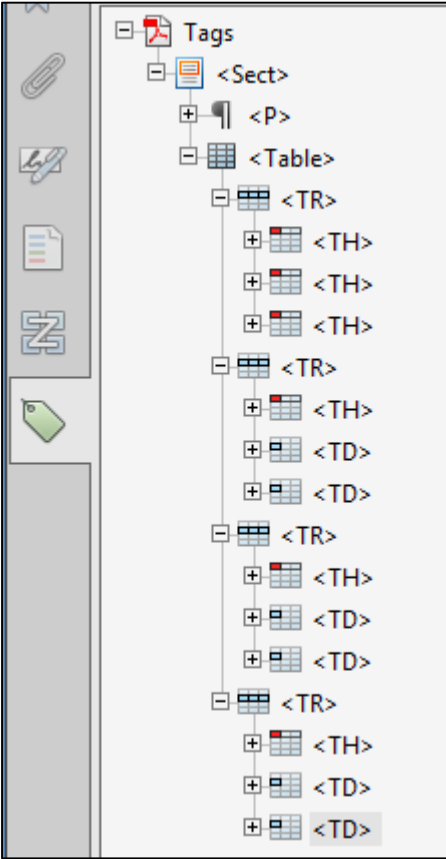 Tags
<Sect>
<P>
<Table>
<TR>
<TH>
<TH>
<TH>
<TR>
<TH>
<TD>
<TD>
<TR>
<TH>
<TD>
<TD>
<TR>
<TH>
<TD>
<TD>